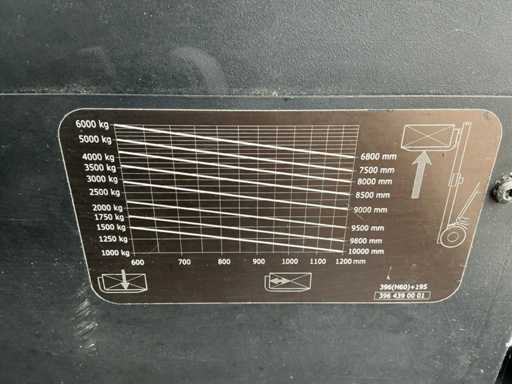 6000 kg
5000 kg
4000 kg
3500 kg
3000 kg
2500 kg
2000 kg
1750 kg
1500 kg
1250 kg
1000 kg
6800 mm
7500 mm
8000 mm
8500 mm
9000 mm
9500 mm
9800 mm
10000 mm
600 700 800 900 1000 1100 1200 mm
396(M60)+195
396 439 00 01